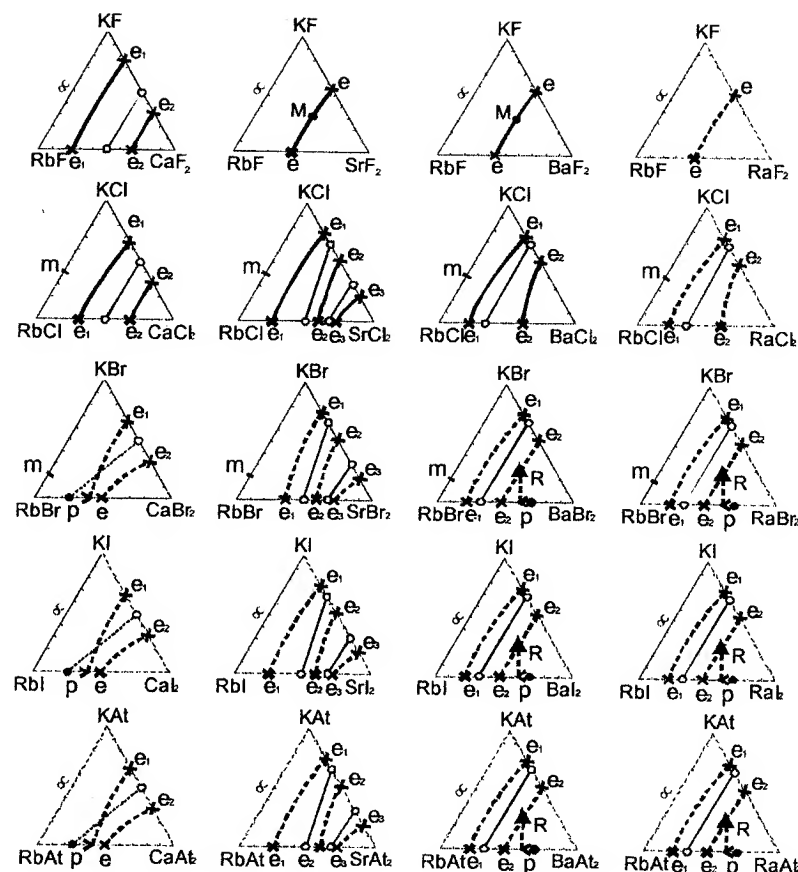 KF KF KF KF
e₁ e e e
∝ ∝ ∝ ∝
e₂ M M
RbF e₁ e₂ CaF₂ RbF e SrF₂ RbF e BaF₂ RbF e RaF₂
KCl KCl KCl KCl
e₁ e₁ e₁ e₁
m e₂ e₂ m e₂ m e₂
e₃
RbCl e₁ e₂ CaCl₂ RbCl e₁ e₂ e₃ SrCl₂ RbCl e₁ e₂ BaCl₂ RbCl e₁ e₂ RaCl₂
KBr KBr KBr KBr
e₁ e₁ e₁ e₁
e₂ e₂ e₂
m e₂ e₃ m R m R
RbBr p e CaBr₂ RbBr e₁ e₂ e₃ SrBr₂ RbBr e₁ e₂ p BaBr₂ RbBr e₁ e₂ p RaBr₂
KI KI KI KI
e₁ e₁ e₁ e₁
∝ ∝ ∝ ∝
e₂ e₂ e₂ e₂
e₃ R R
RbI p e CaI₂ RbI e₁ e₂ e₃ SrI₂ RbI e₁ e₂ p BaI₂ RbI e₁ e₂ p RaI₂
KAt KAt KAt KAt
e₁ e₁ e₁ e₁
∝ ∝ ∝ ∝
e₂ e₂ e₂ e₂
e₃ R R
RbAt p e CaAt₂ RbAt e₁ e₂ e₃ SrAt₂ RbAt e₁ e₂ p BaAt₂ RbAt e₁ e₂ p RaAt₂